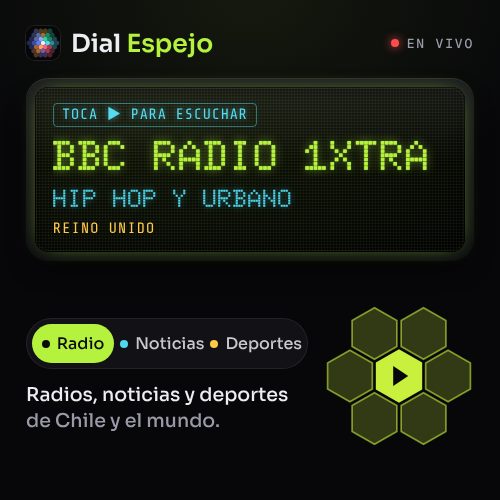 Dial Espejo
EN VIVO
TOCA ▶ PARA ESCUCHAR
BBC RADIO 1XTRA
HIP HOP Y URBANO
REINO UNIDO
Radio Noticias Deportes
Radios, noticias y deportes
de Chile y el mundo.